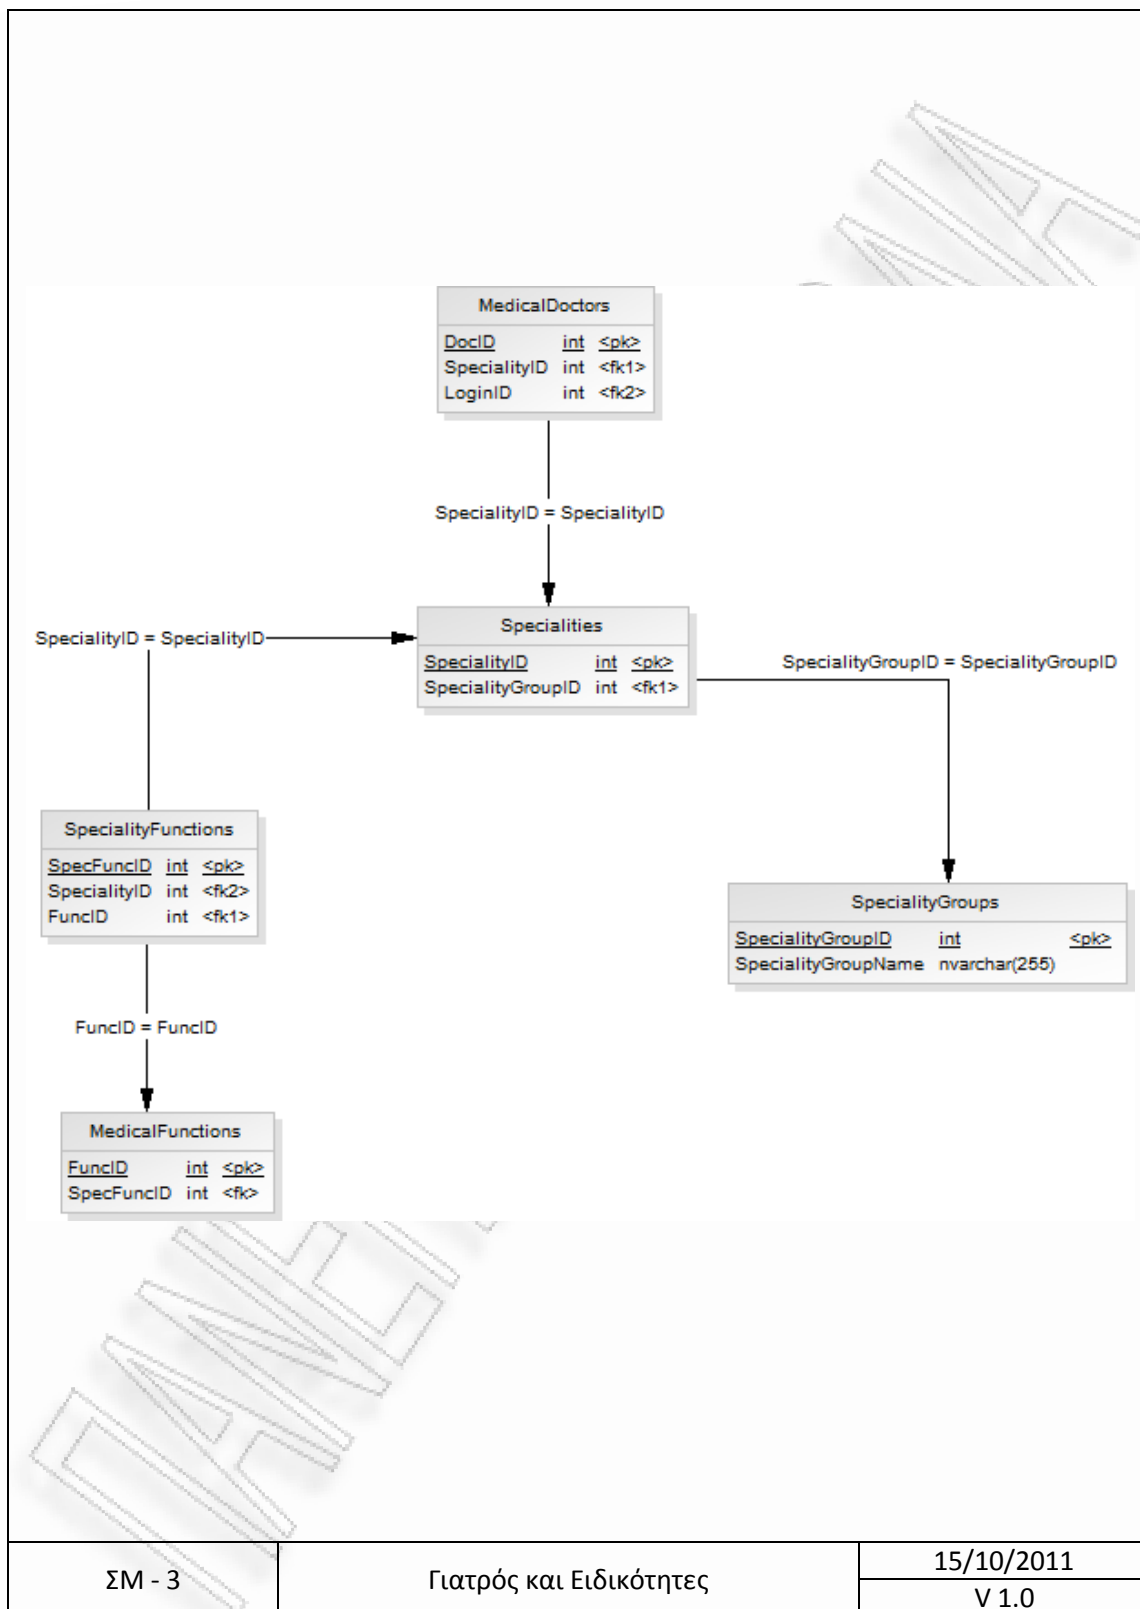 MedicalDoctors
DocID int <pk>
SpecialityID int <fk1>
LoginID int <fk2>
SpecialityID = SpecialityID
SpecialityID = SpecialityID
Specialities
SpecialityID int <pk>
SpecialityGroupID int <fk1>
SpecialityGroupID = SpecialityGroupID
SpecialityFunctions
SpecFuncID int <pk>
SpecialityID int <fk2>
FuncID int <fk1>
SpecialityGroups
SpecialityGroupID int <pk>
SpecialityGroupName nvarchar(255)
FuncID = FuncID
MedicalFunctions
FuncID int <pk>
SpecFuncID int <fk>
ΣΜ - 3
Γιατρός και Ειδικότητες
15/10/2011
V 1.0